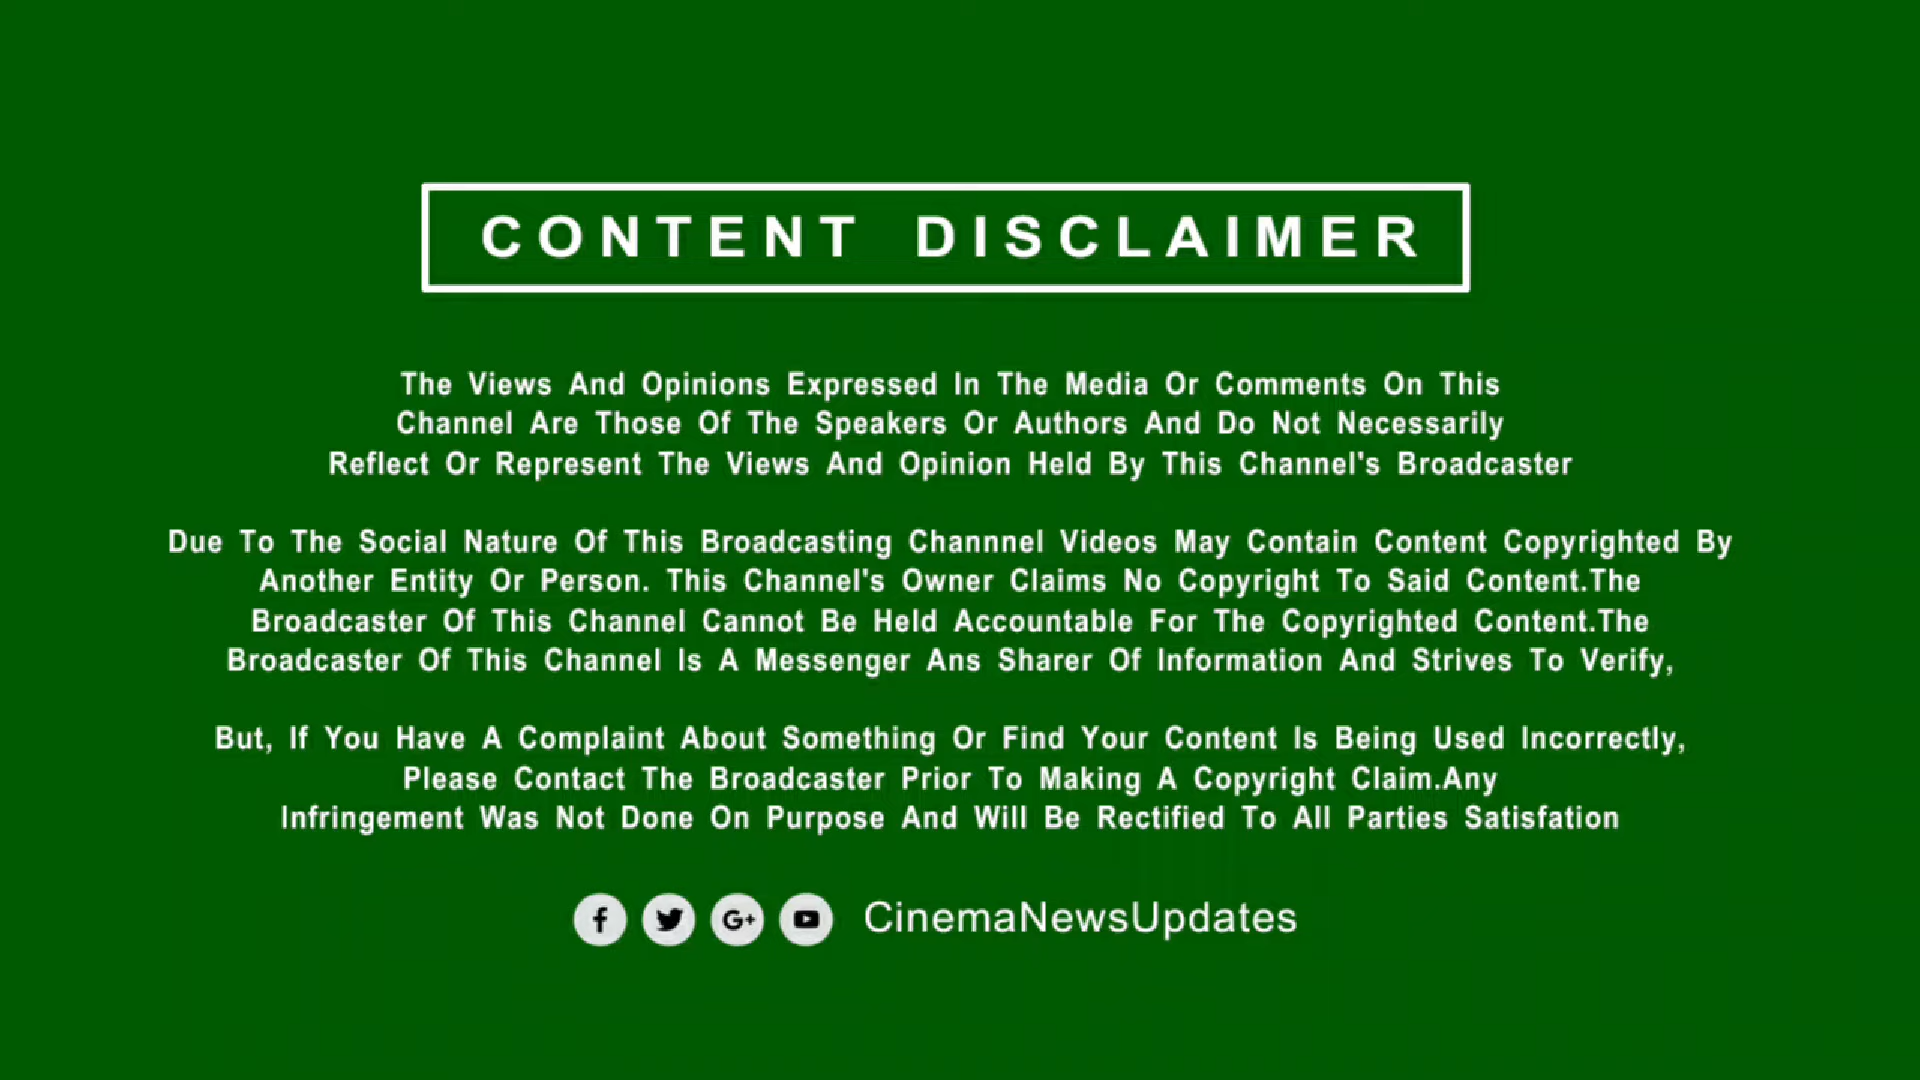 CONTENT DISCLAIMER
The Views And Opinions Expressed In The Media Or Comments On This
Channel Are Those Of The Speakers Or Authors And Do Not Necessarily
Reflect Or Represent The Views And Opinion Held By This Channel's Broadcaster
Due To The Social Nature Of This Broadcasting Channnel Videos May Contain Content Copyrighted By
Another Entity Or Person. This Channel's Owner Claims No Copyright To Said Content.The
Broadcaster Of This Channel Cannot Be Held Accountable For The Copyrighted Content.The
Broadcaster Of This Channel Is A Messenger Ans Sharer Of Information And Strives To Verify,
But, If You Have A Complaint About Something Or Find Your Content Is Being Used Incorrectly,
Please Contact The Broadcaster Prior To Making A Copyright Claim.Any
Infringement Was Not Done On Purpose And Will Be Rectified To All Parties Satisfation
f G+ CinemaNewsUpdates